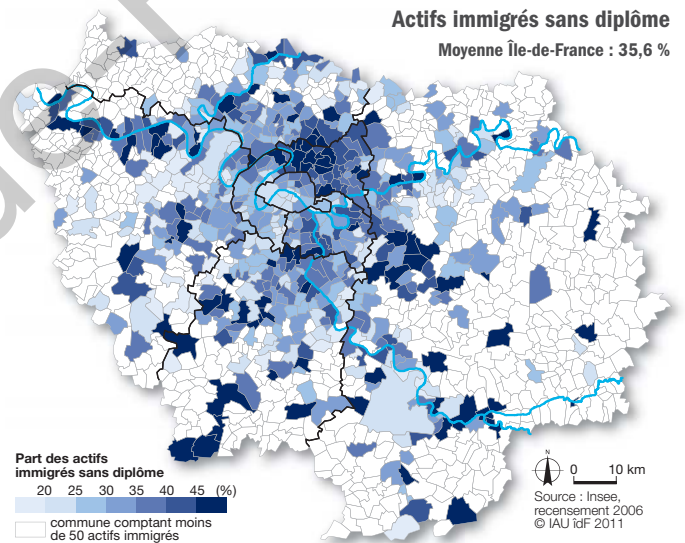 Actifs immigrés sans diplôme
Moyenne Île-de-France : 35,6 %
Part des actifs
immigrés sans diplôme
20 25 30 35 40 45 (%)
commune comptant moins
de 50 actifs immigrés
N
0 10 km
Source : Insee,
recensement 2006
© IAU îdF 2011